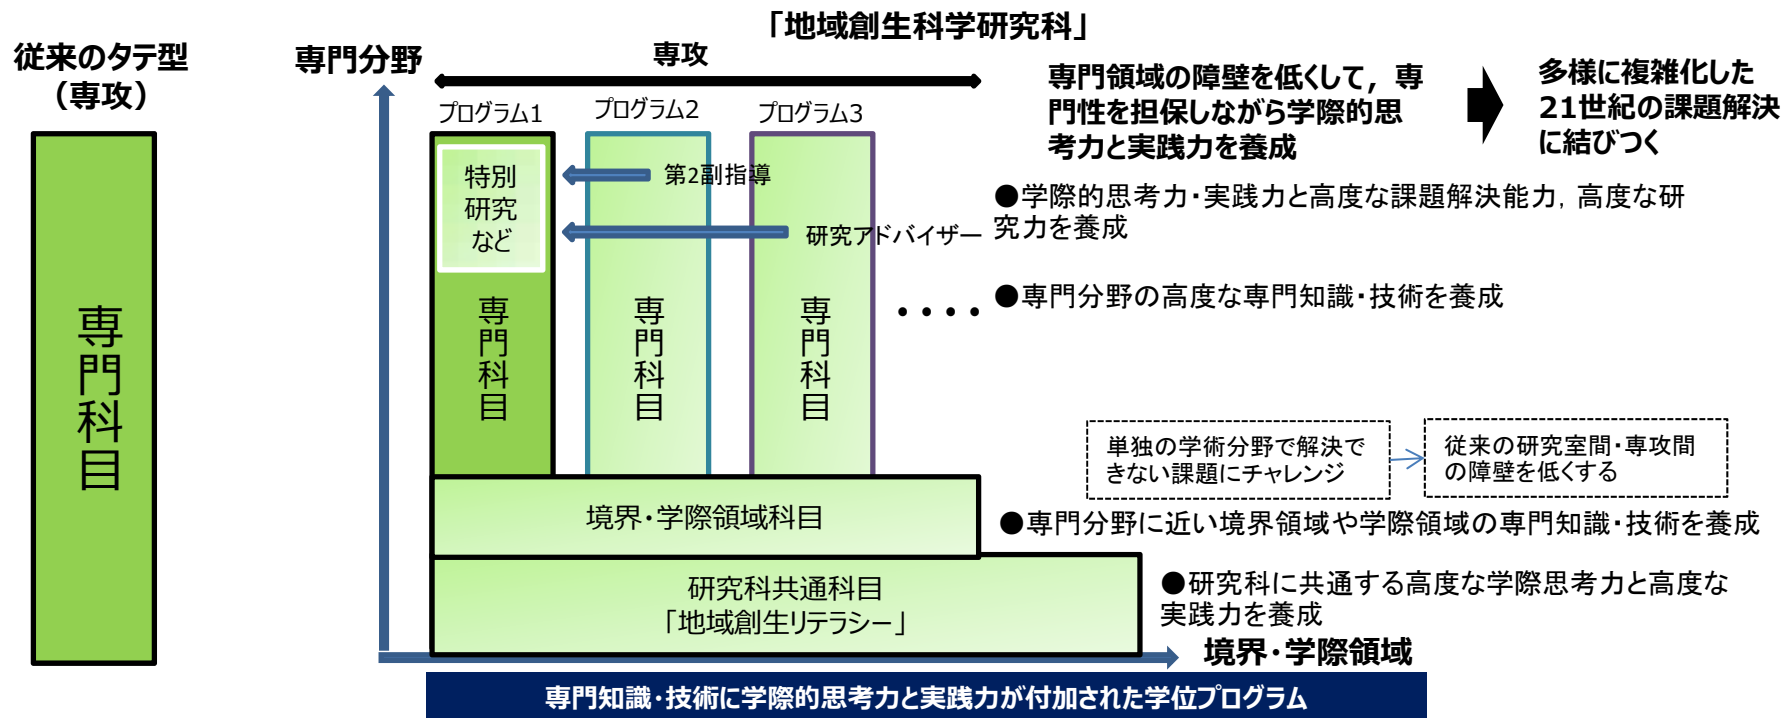 「地域創生科学研究科」
従来のタテ型
（専攻）
専門科目
専門分野
専攻
プログラム1
プログラム2
プログラム3
特別
研究
など
第2副指導
研究アドバイザー
専門科目
専門科目
専門科目
・・・・
境界・学際領域科目
研究科共通科目
「地域創生リテラシー」
境界・学際領域
専門知識・技術に学際的思考力と実践力が付加された学位プログラム
専門領域の障壁を低くして，専
門性を担保しながら学際的思
考力と実践力を養成
多様に複雑化した
21世紀の課題解決
に結びつく
●学際的思考力・実践力と高度な課題解決能力，高度な研
究力を養成
●専門分野の高度な専門知識・技術を養成
単独の学術分野で解決で
きない課題にチャレンジ
従来の研究室間・専攻間
の障壁を低くする
●専門分野に近い境界領域や学際領域の専門知識・技術を養成
●研究科に共通する高度な学際思考力と高度な
実践力を養成